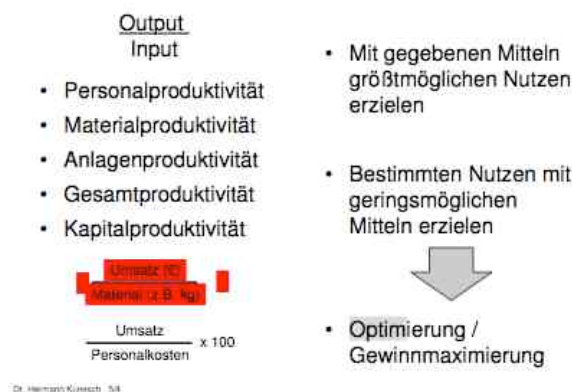 Output
Input
• Personalproduktivität
• Materialproduktivität
• Anlagenproduktivität
• Gesamtproduktivität
• Kapitalproduktivität
Umsatz (€)
Material (z.B. kg)
Umsatz
Personalkosten
x 100
• Mit gegebenen Mitteln
größtmöglichen Nutzen
erzielen
• Bestimmten Nutzen mit
geringsmöglichen
Mitteln erzielen
• Optimierung /
Gewinnmaximierung
Dr. Hermann